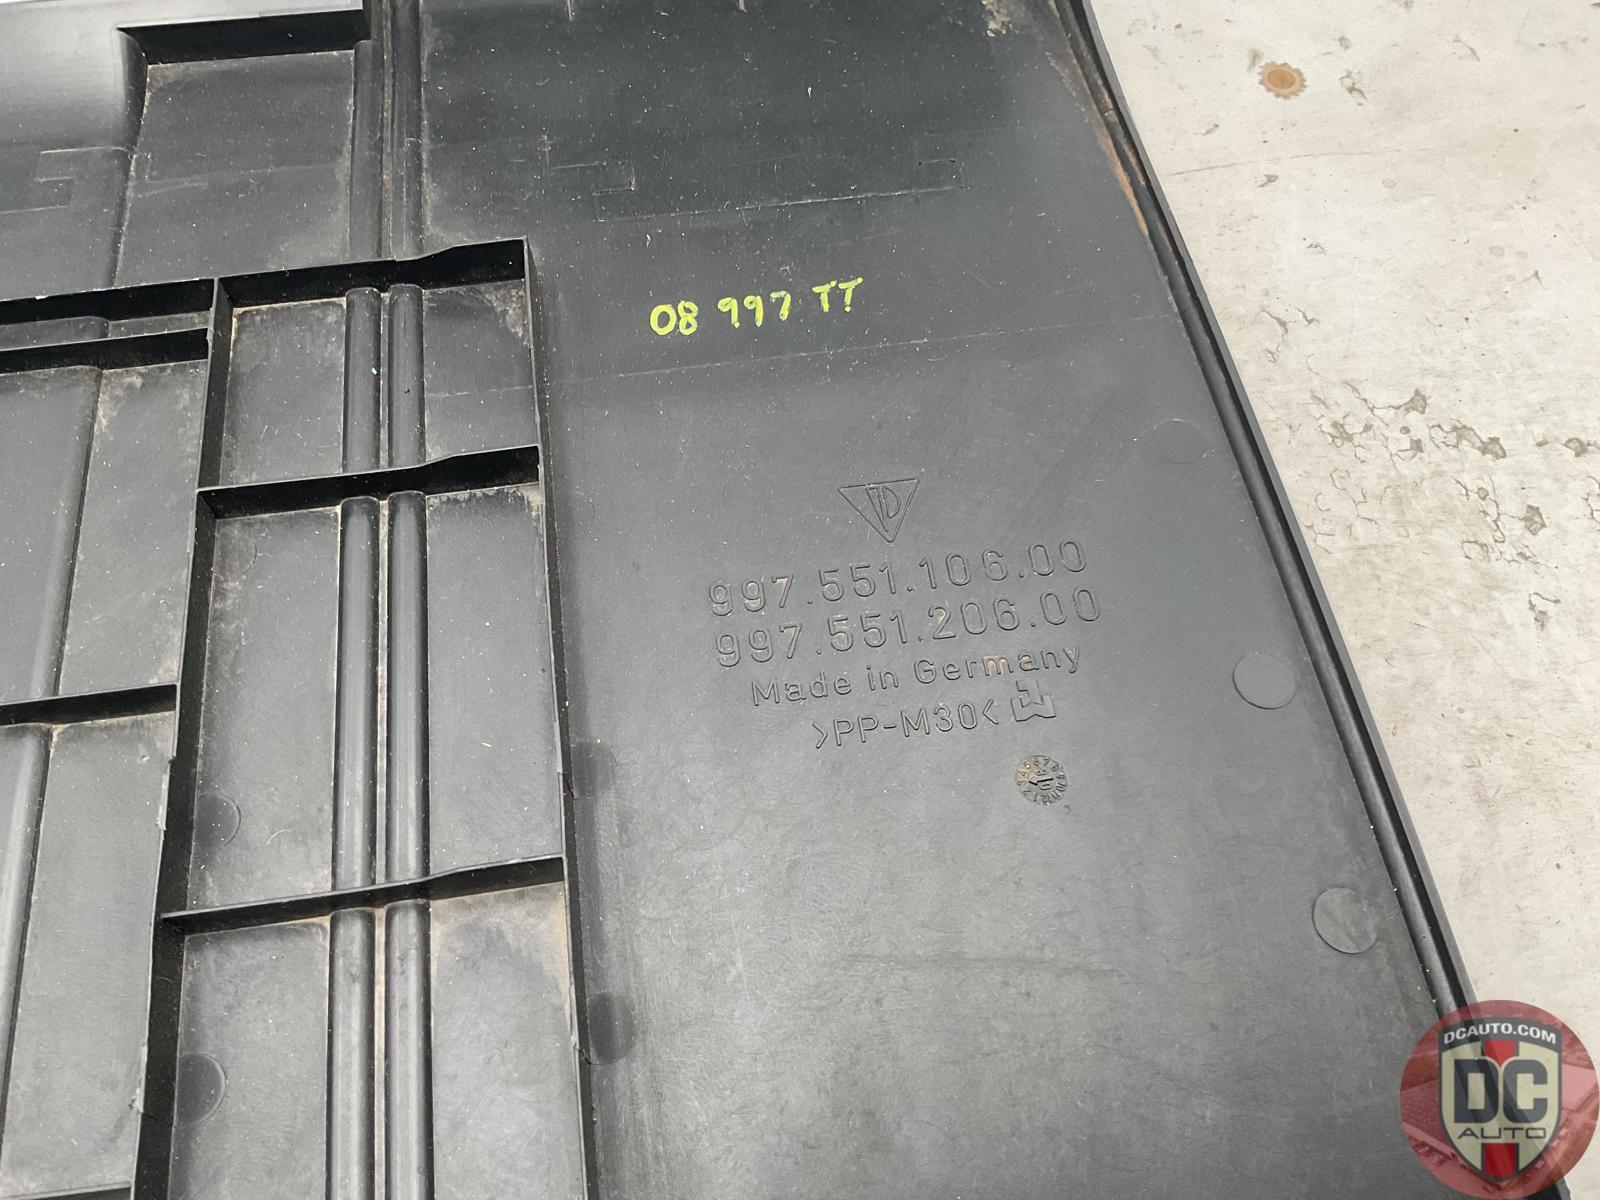 08 997 TT
997.551.106.00
997.551.206.00
Made in Germany
>PP-M30<
DCAUTO.COM
DC
AUTO